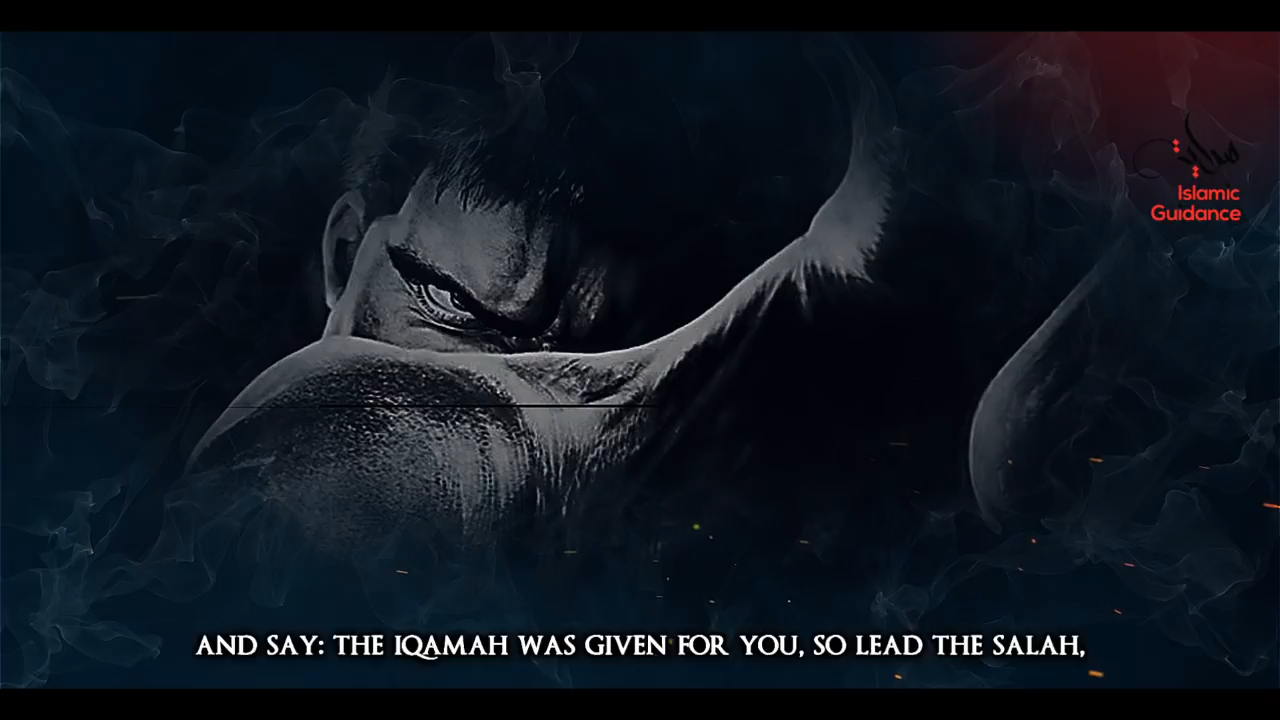 Islamic
Guidance
AND SAY: THE IQAMAH WAS GIVEN FOR YOU, SO LEAD THE SALAH,